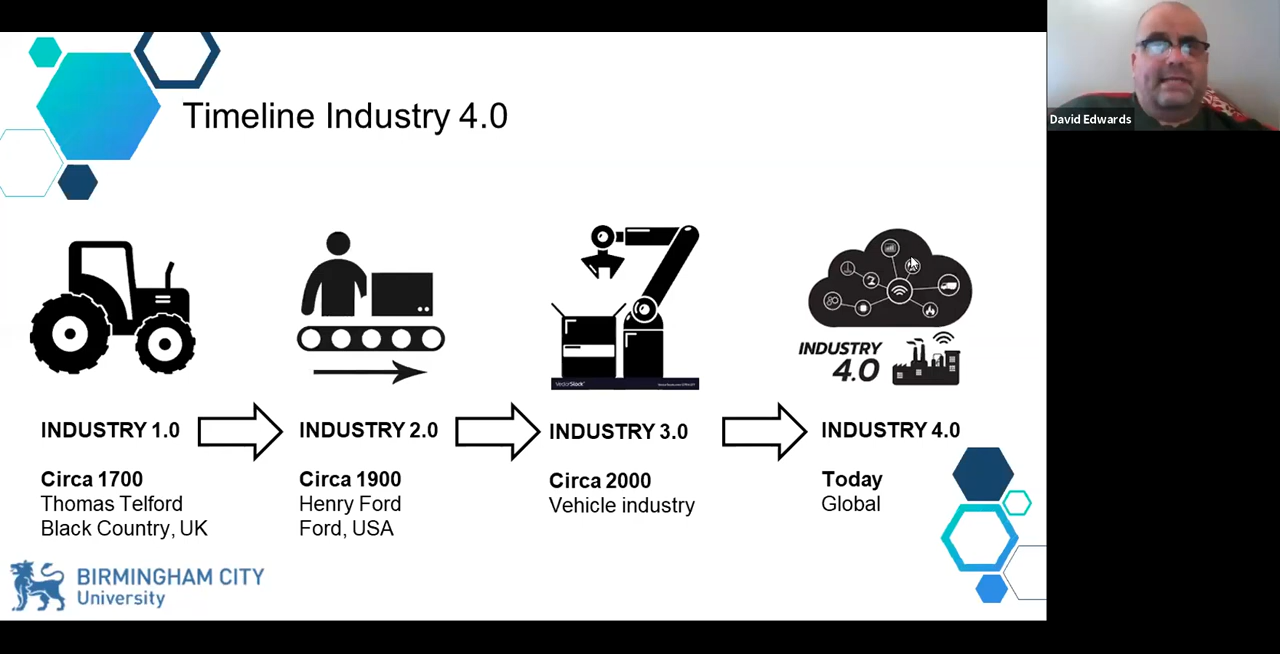 David Edwards
Timeline Industry 4.0
INDUSTRY
4.0
VectorStock
INDUSTRY 1.0
INDUSTRY 2.0
INDUSTRY 3.0
INDUSTRY 4.0
Circa 1700
Thomas Telford
Black Country, UK
Circa 1900
Henry Ford
Ford, USA
Circa 2000
Vehicle industry
Today
Global
BIRMINGHAM CITY
University